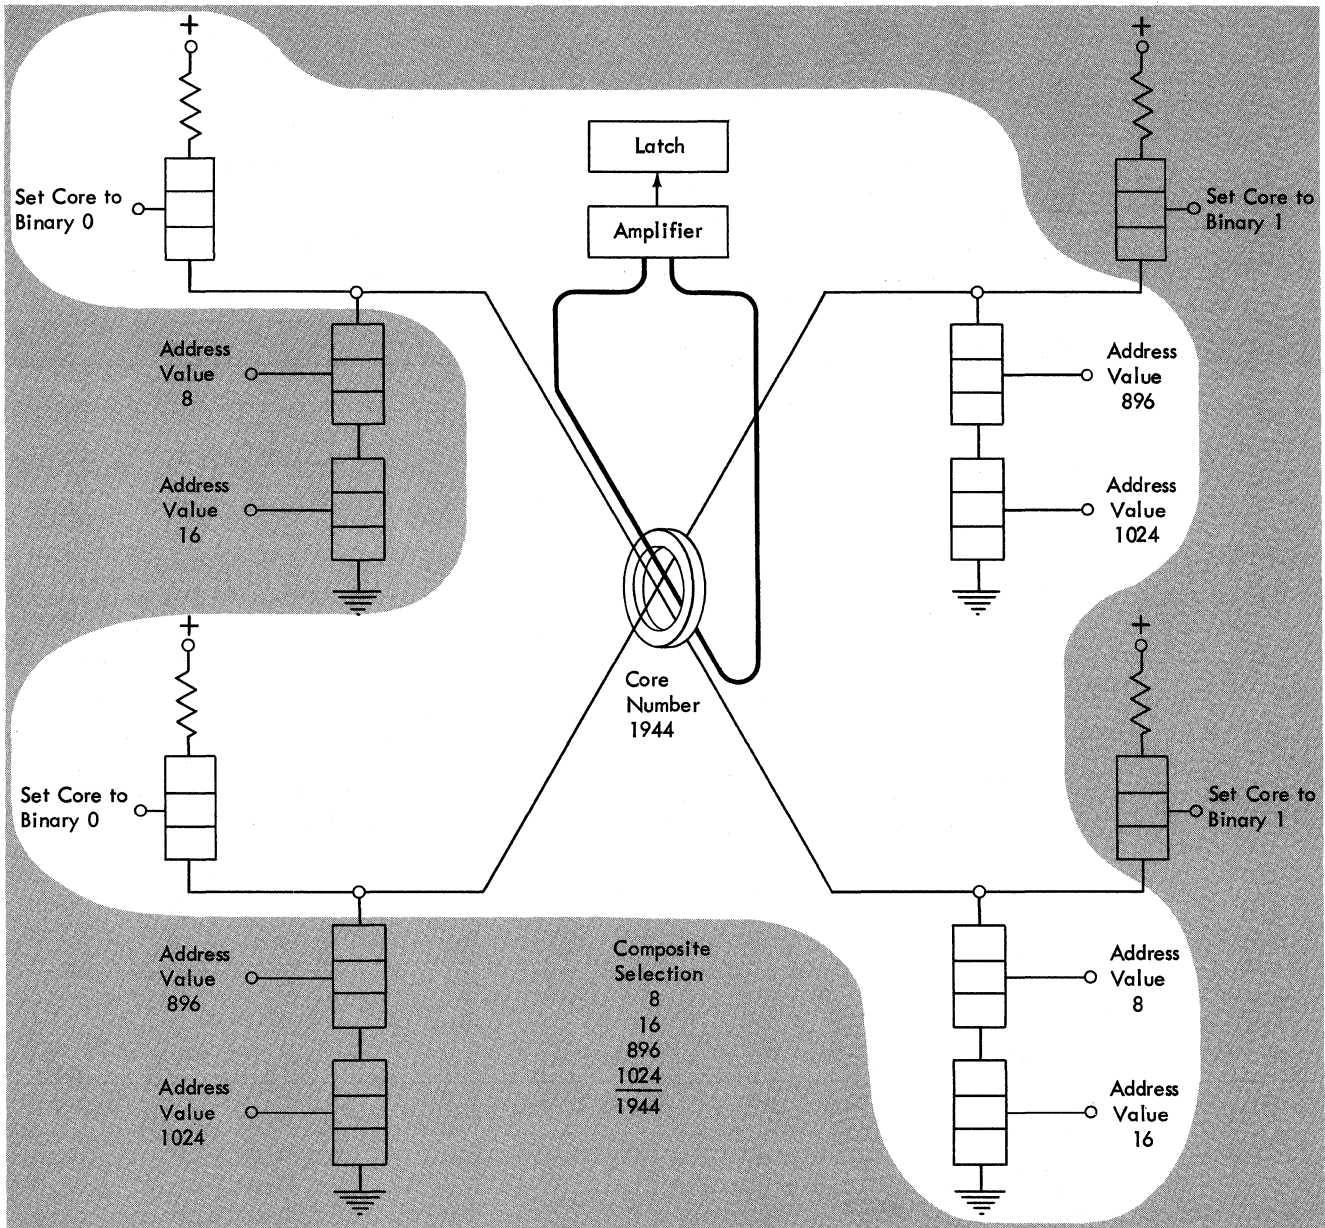 +
+
Latch
Set Core to
Binary 0
Amplifier
Set Core to
Binary 1
Address
Value
8
Address
Value
896
Address
Value
16
Address
Value
1024
+
+
Core
Number
1944
Set Core to
Binary 0
Set Core to
Binary 1
Address
Value
896
Composite
Selection
8
16
896
1024
1944
Address
Value
8
Address
Value
1024
Address
Value
16